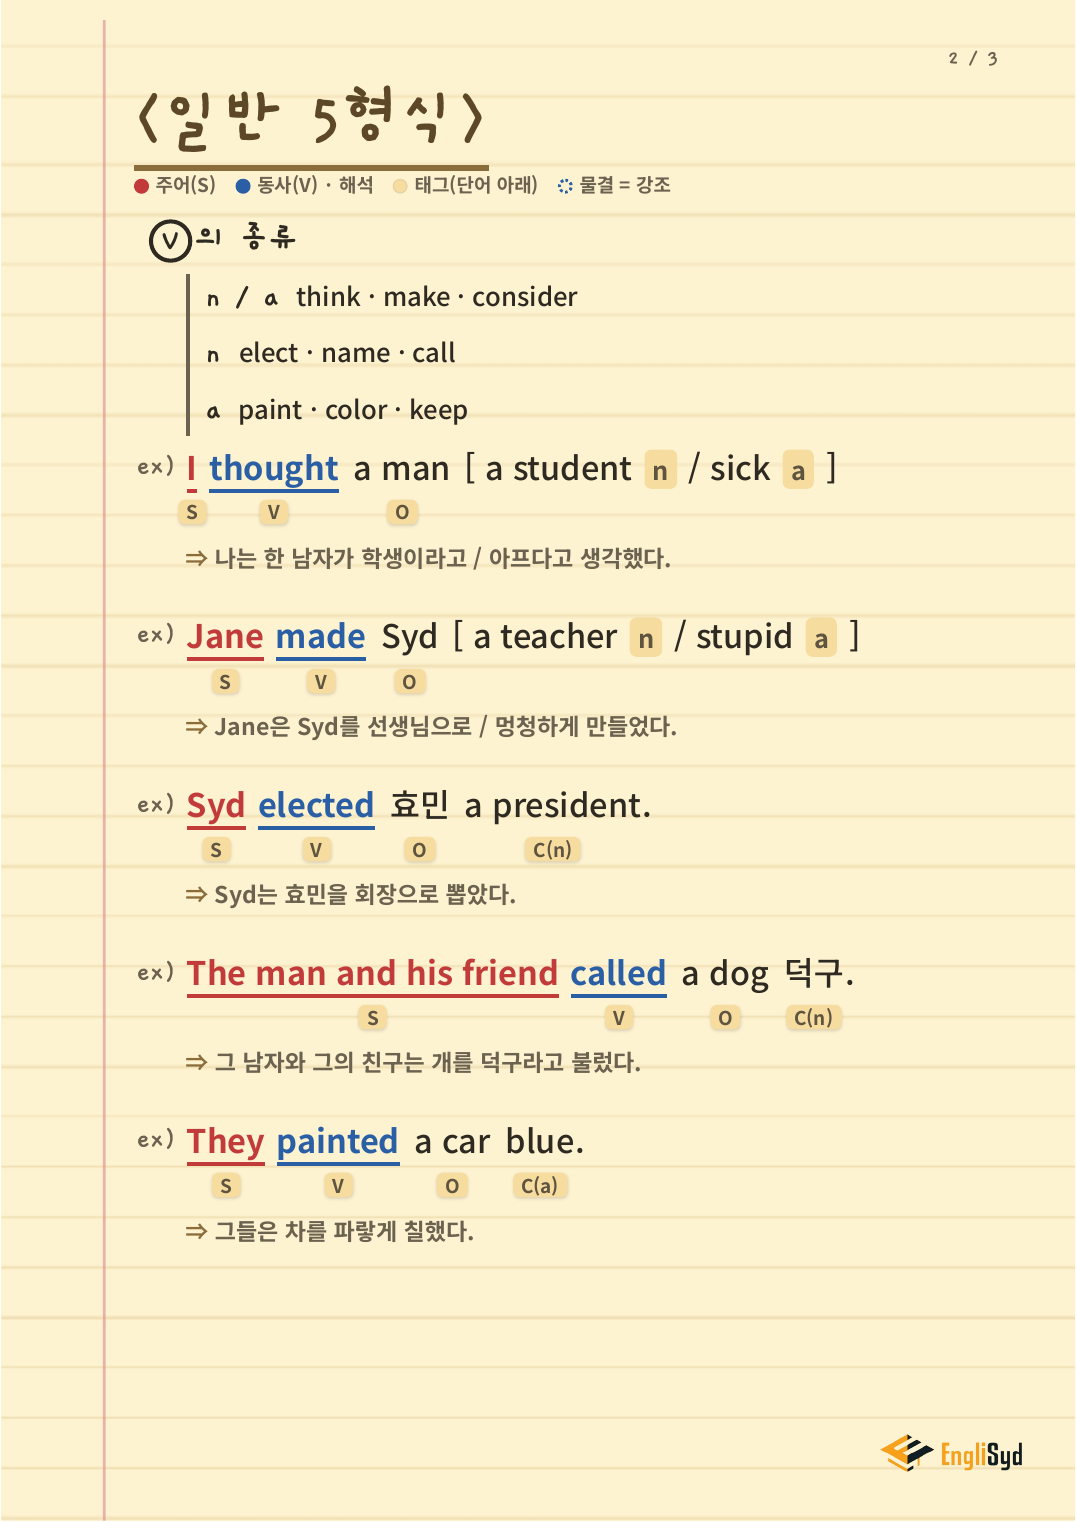 2 / 3
<일반 5형식>
주어(S) 동사(V) · 해석 태그(단어 아래) 물결 = 강조
V의 종류
n / a think · make · consider
n elect · name · call
a paint · color · keep
ex) I thought a man [ a student n / sick a ]
S V O
⇒ 나는 한 남자가 학생이라고 / 아프다고 생각했다.
ex) Jane made Syd [ a teacher n / stupid a ]
S V O
⇒ Jane은 Syd를 선생님으로 / 멍청하게 만들었다.
ex) Syd elected 효민 a president.
S V O C(n)
⇒ Syd는 효민을 회장으로 뽑았다.
ex) The man and his friend called a dog 덕구.
S V O C(n)
⇒ 그 남자와 그의 친구는 개를 덕구라고 불렀다.
ex) They painted a car blue.
S V O C(a)
⇒ 그들은 차를 파랗게 칠했다.
EngliSyd